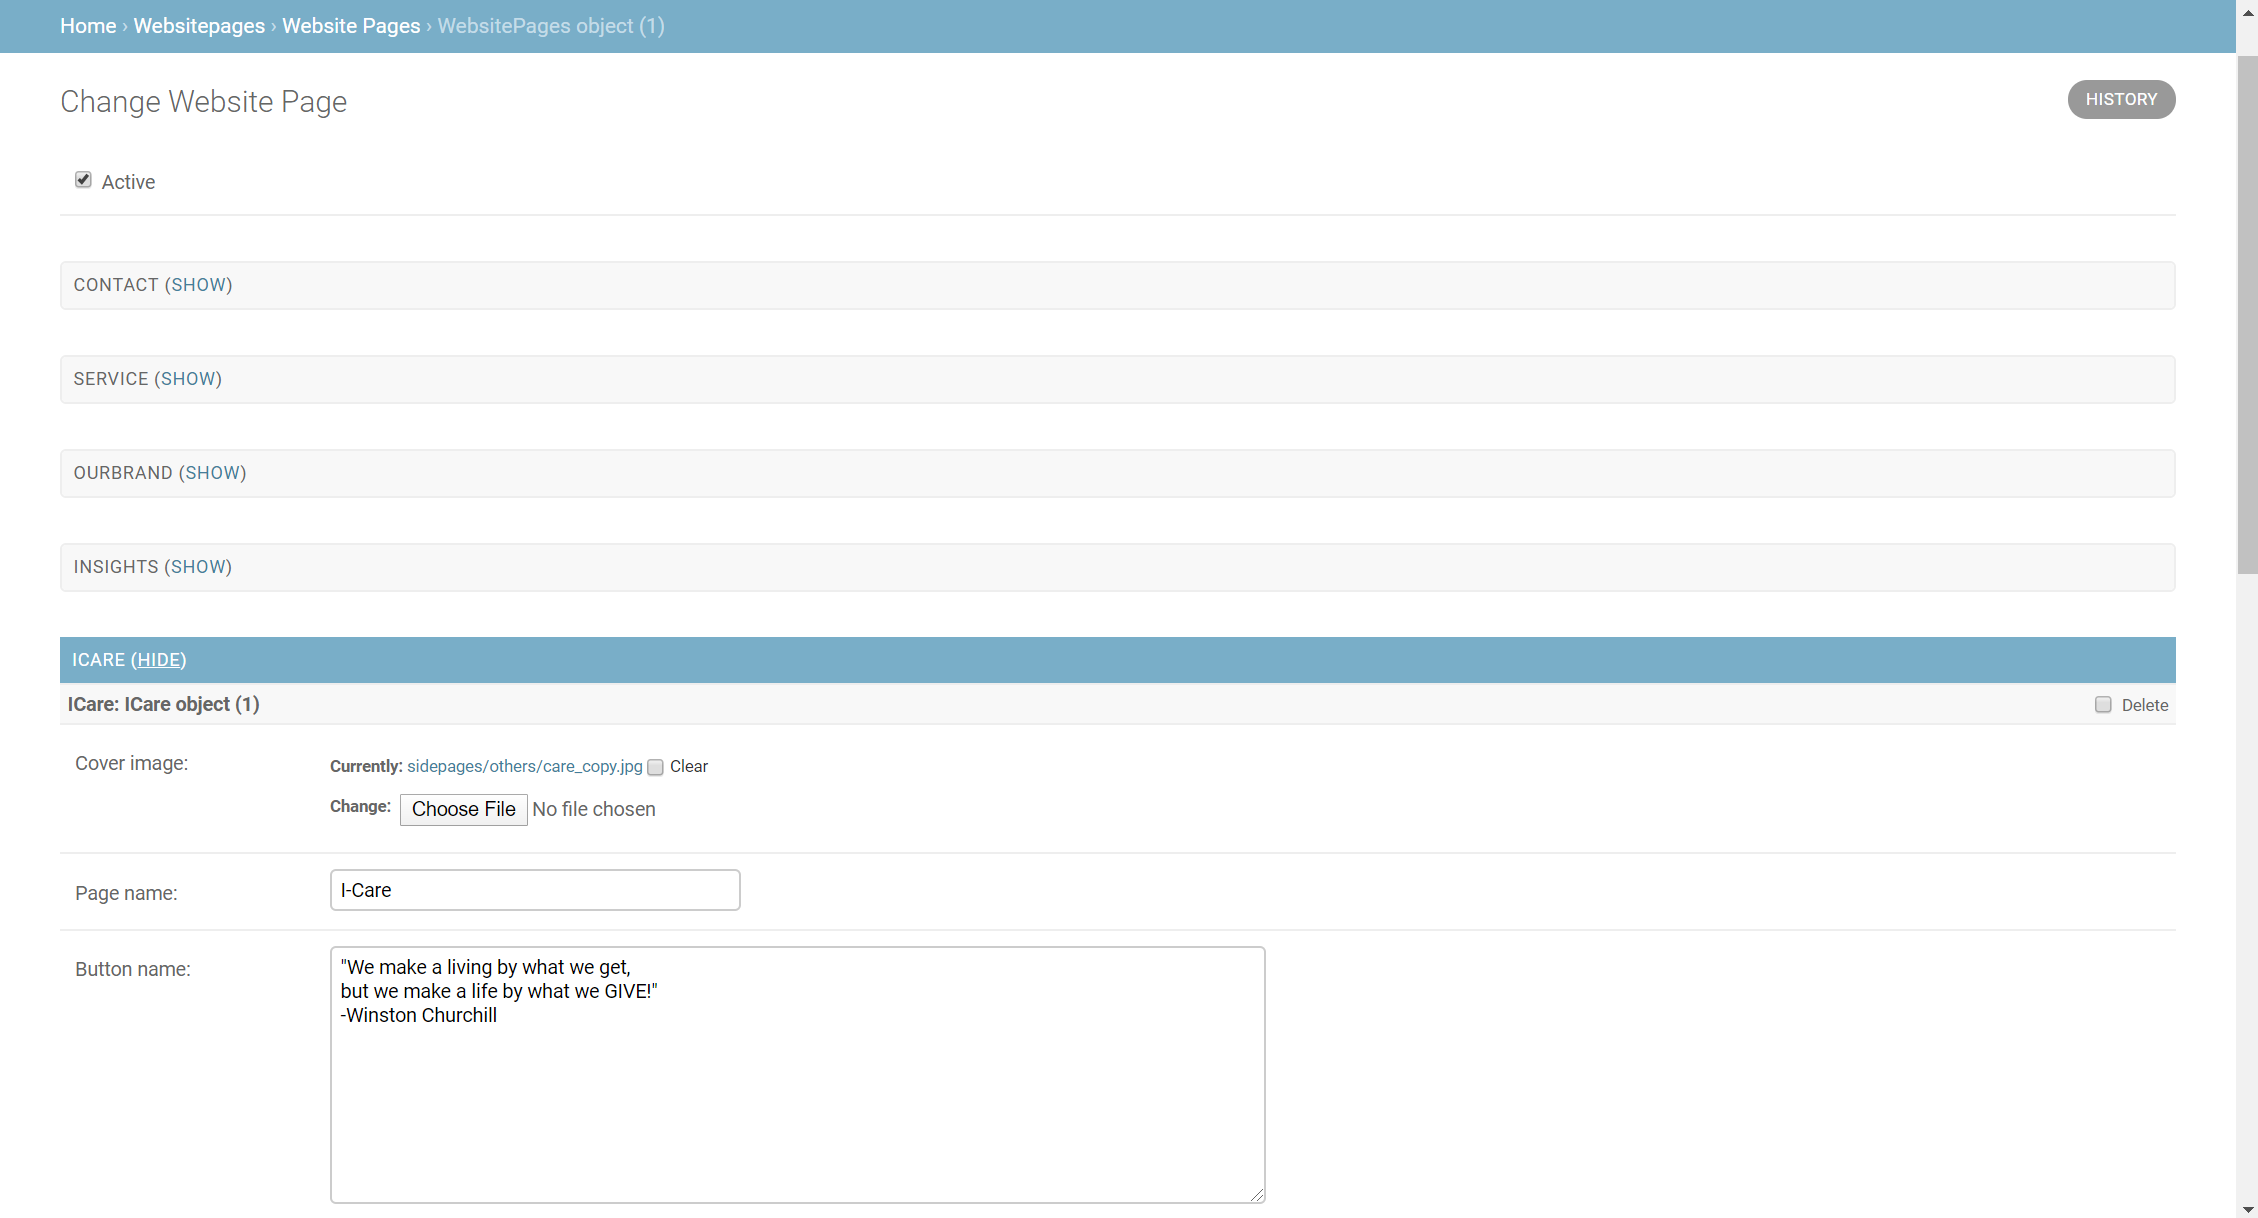 Home › Websitepages › Website Pages › WebsitePages object (1)
Change Website Page
HISTORY
Active
CONTACT (SHOW)
SERVICE (SHOW)
OURBRAND (SHOW)
INSIGHTS (SHOW)
ICARE (HIDE)
ICare: ICare object (1)
Delete
Cover image:
Currently: sidepages/others/care_copy.jpg Clear
Change: Choose File No file chosen
Page name:
I-Care
Button name:
"We make a living by what we get,
but we make a life by what we GIVE!"
-Winston Churchill